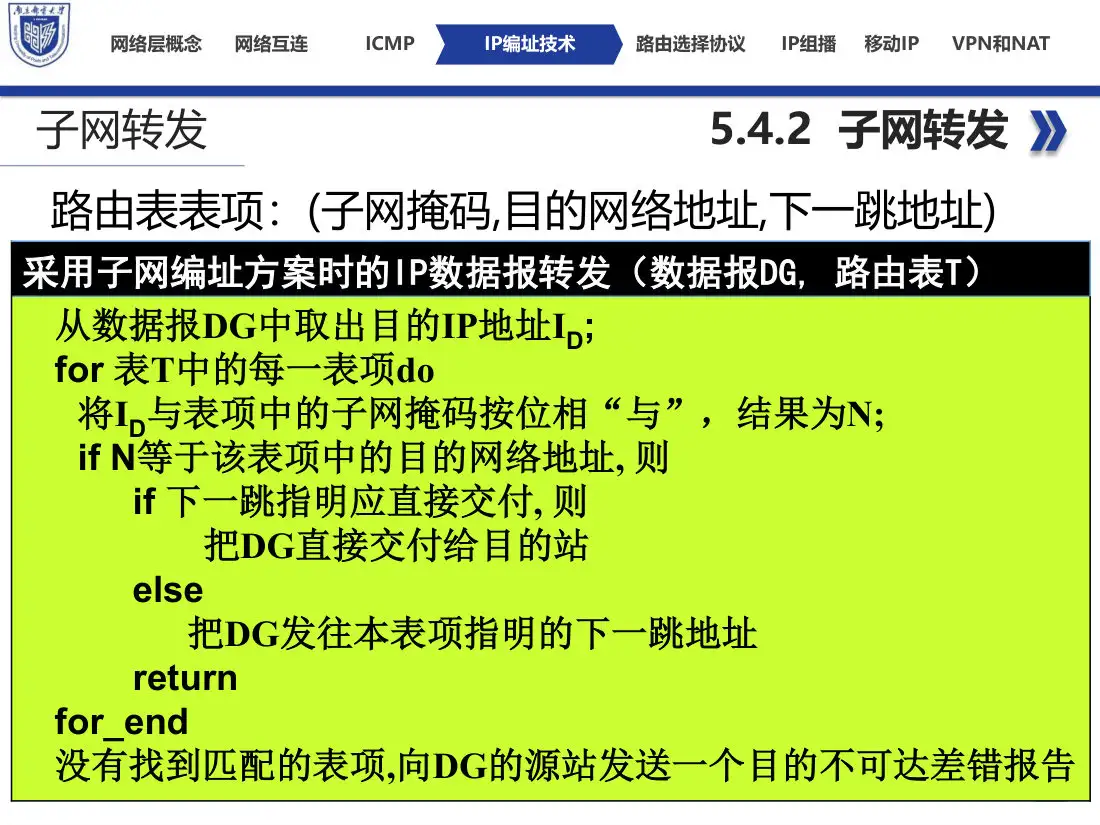 网络层概念 网络互连 ICMP IP编址技术 路由选择协议 IP组播 移动IP VPN和NAT
子网转发
5.4.2 子网转发
路由表表项：(子网掩码,目的网络地址,下一跳地址)
采用子网编址方案时的IP数据报转发（数据报DG, 路由表T）
从数据报DG中取出目的IP地址ID;
for 表T中的每一表项do
将ID与表项中的子网掩码按位相“与”，结果为N;
if N等于该表项中的目的网络地址, 则
if 下一跳指明应直接交付, 则
把DG直接交付给目的站
else
把DG发往本表项指明的下一跳地址
return
for_end
没有找到匹配的表项,向DG的源站发送一个目的不可达差错报告